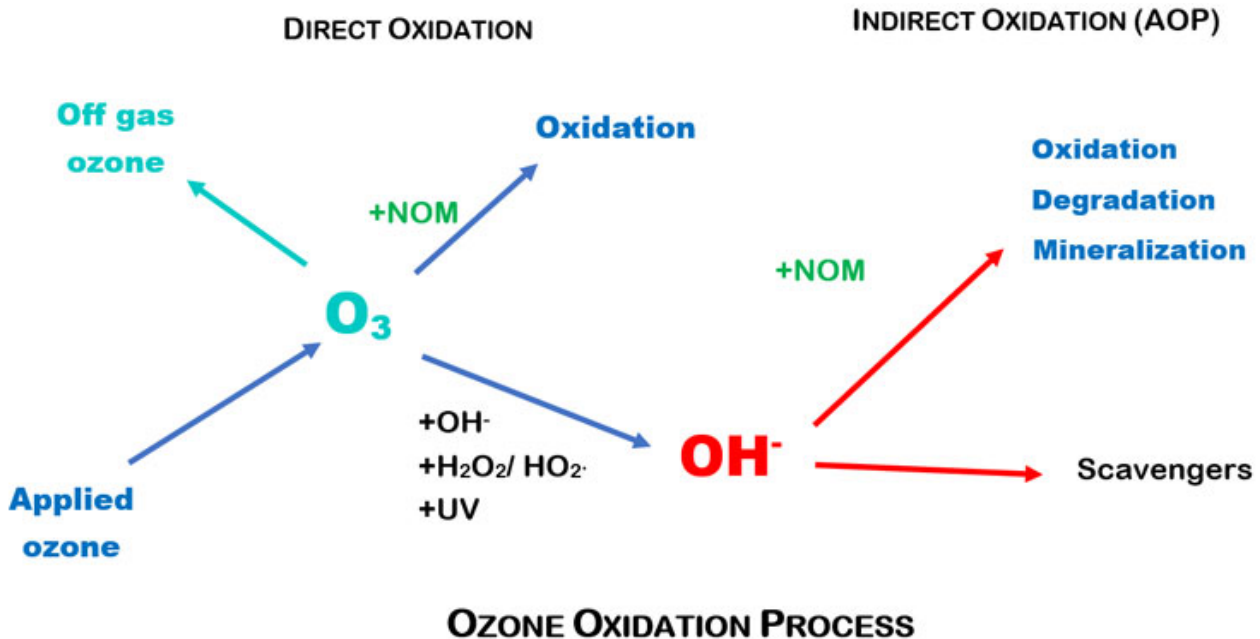 DIRECT OXIDATION
INDIRECT OXIDATION (AOP)
Off gas
ozone
Oxidation
+NOM
Oxidation
Degradation
Mineralization
+NOM
O₃
+OH⁻
+H₂O₂/ HO₂·
+UV
OH⁻
Scavengers
Applied
ozone
OZONE OXIDATION PROCESS